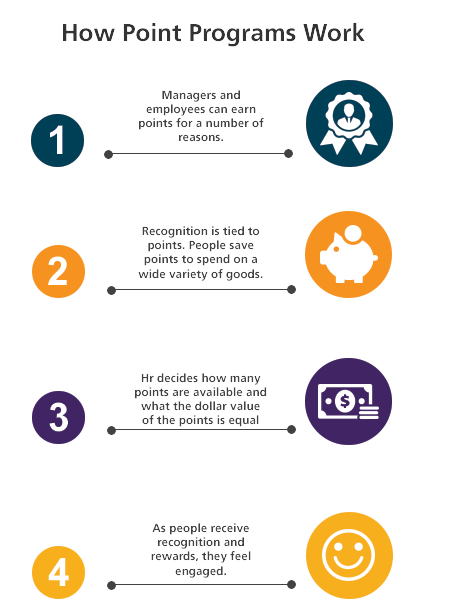 How Point Programs Work
Managers and
employees can earn
points for a number of
reasons.
1
Recognition is tied to
points. People save
points to spend on a
wide variety of goods.
2
Hr decides how many
points are available and
what the dollar value
of the points is equal
3
$
As people receive
recognition and
rewards, they feel
engaged.
4